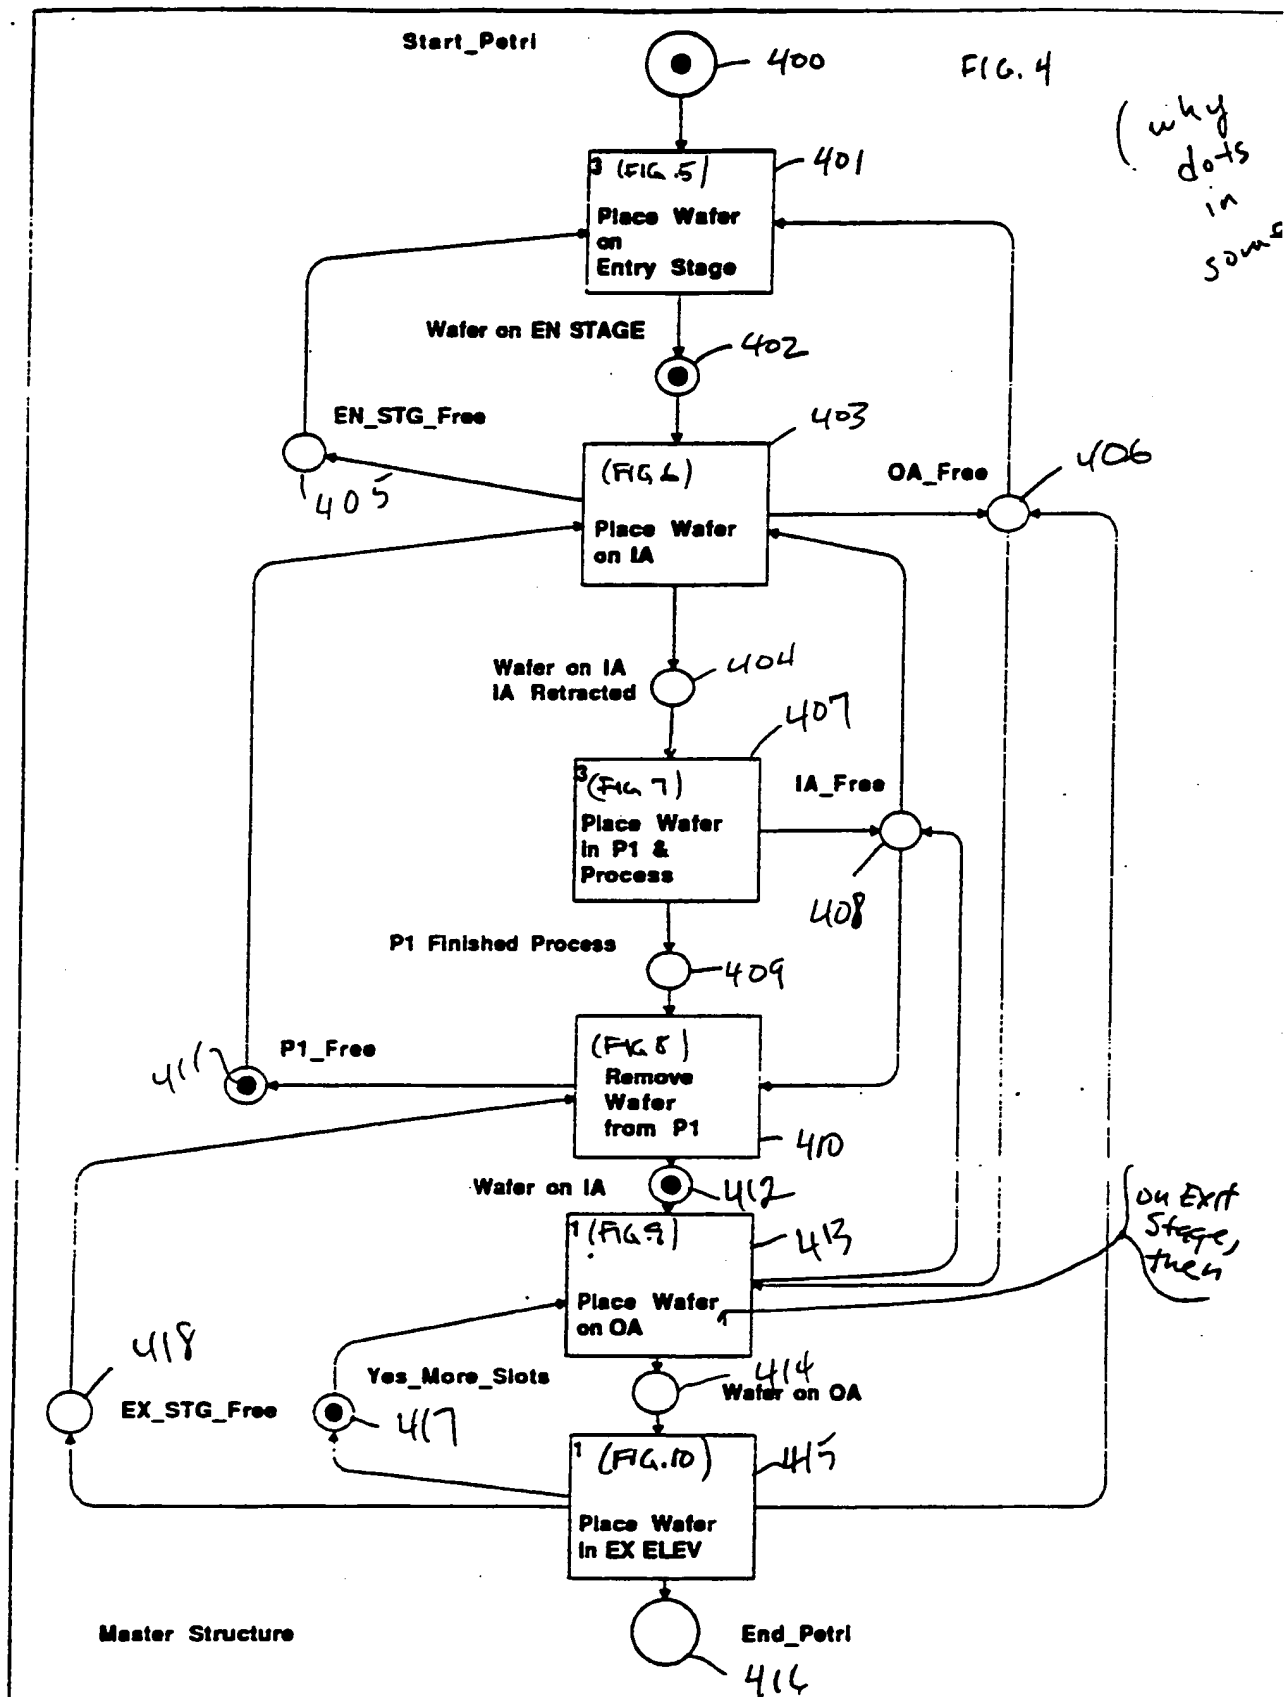 Start_Petri
400
FIG. 4
( why
dots
in
3 (FIG. 5)
401
Place Wafer
on
Entry Stage
Wafer on EN STAGE
402
EN_STG_Free
403
405
(FIG 6)
OA_Free
406
Place Wafer
on IA
Wafer on IA
IA Retracted
404
407
3 (FIG 7)
IA_Free
Place Wafer
in P1 &
Process
408
P1 Finished Process
409
P1_Free
411
(FIG 8)
Remove
Wafer
from P1
410
Wafer on IA
412
on Exit
Stage,
then
1 (FIG. 9)
413
Place Wafer
on OA
418
Yes_More_Slots
414
Wafer on OA
EX_STG_Free
417
1 (FIG. 10)
415
Place Wafer
in EX ELEV
Master Structure
End_Petri
416